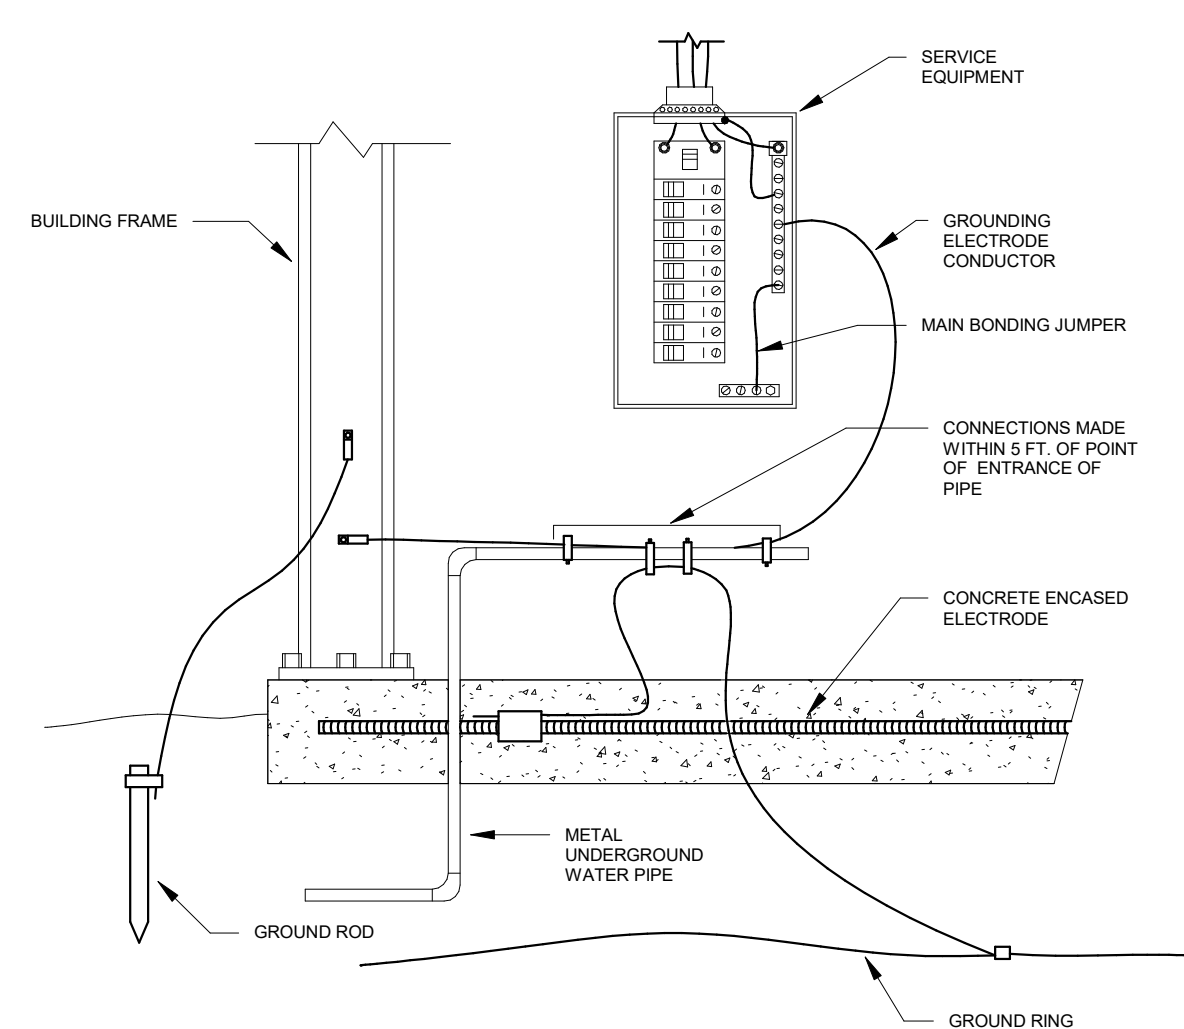 SERVICE
EQUIPMENT
BUILDING FRAME
GROUNDING
ELECTRODE
CONDUCTOR
MAIN BONDING JUMPER
CONNECTIONS MADE
WITHIN 5 FT. OF POINT
OF ENTRANCE OF
PIPE
CONCRETE ENCASED
ELECTRODE
METAL
UNDERGROUND
WATER PIPE
GROUND ROD
GROUND RING